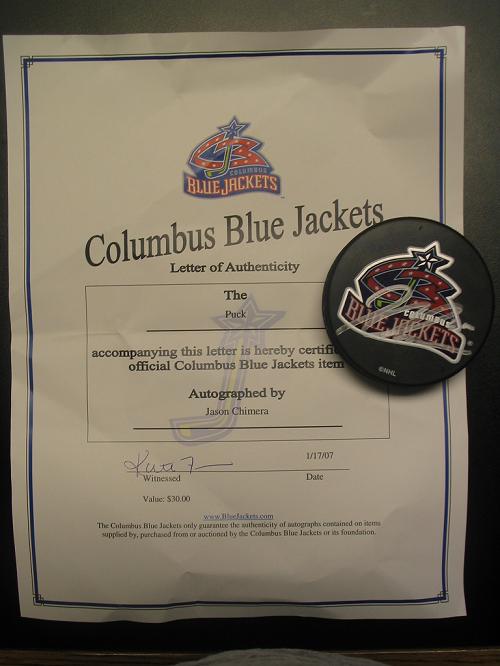 COLUMBUS
BLUE JACKETS
Columbus Blue Jackets
Letter of Authenticity
The
Puck
accompanying this letter is hereby
official Columbus Blue Jackets item
Autographed by
Jason Chimera
1/17/07
Witnessed
Date
Value: $30.00
www.BlueJackets.com
The Columbus Blue Jackets only guarantee the authenticity of autographs contained on items
supplied by, purchased from or auctioned by the Columbus Blue Jackets or its foundation.
COLUMBUS
BLUE JACKETS
©NHL